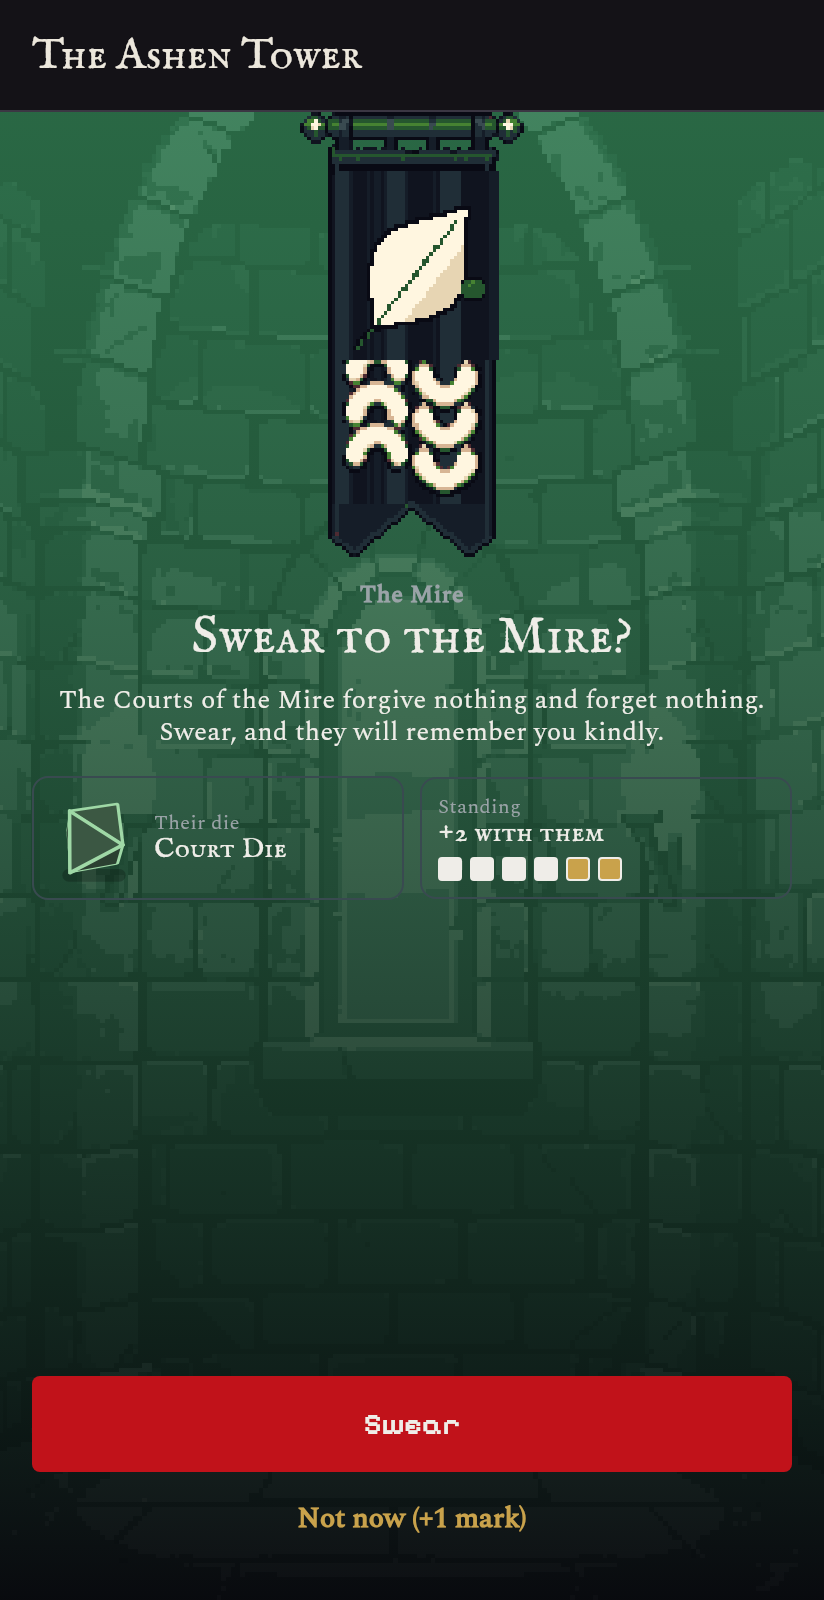 The Ashen Tower
The Mire
Swear to the Mire?
The Courts of the Mire forgive nothing and forget nothing.
Swear, and they will remember you kindly.
Their die
Court Die
Standing
+2 with them
Swear
Not now (+1 mark)